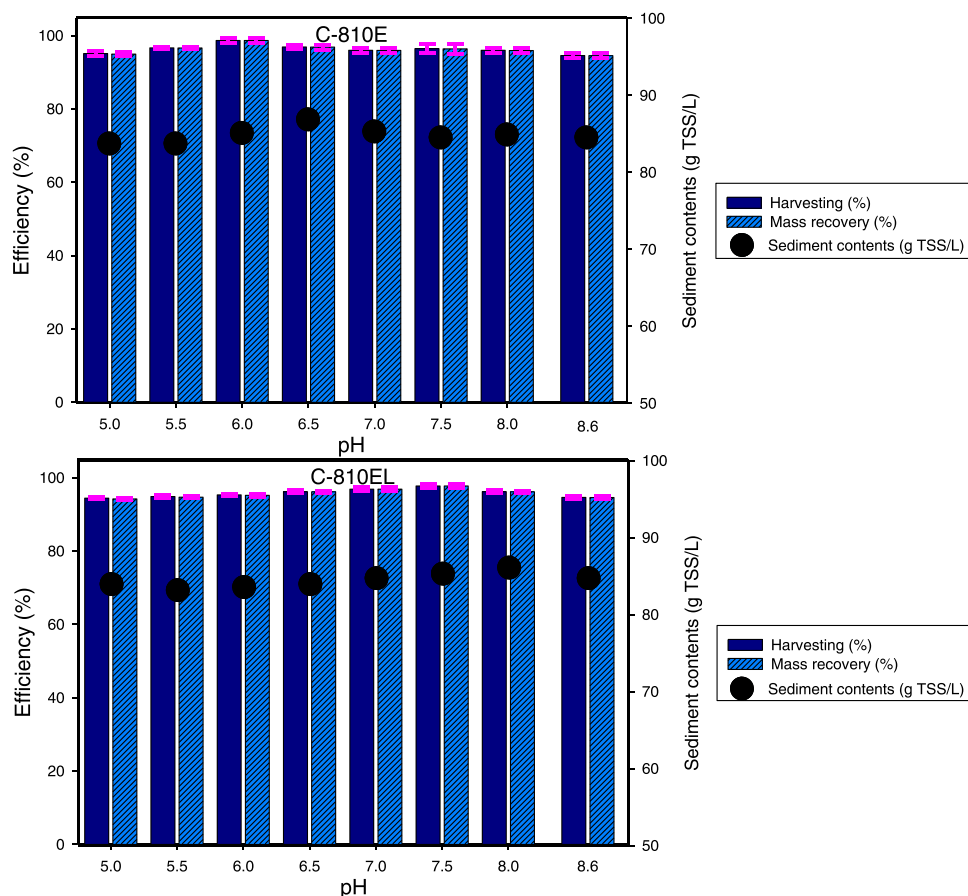 C-810E
100
80
60
40
20
0
Efficiency (%)
100
90
80
70
60
50
Sediment contents (g TSS/L)
5.0 5.5 6.0 6.5 7.0 7.5 8.0 8.6
pH
Harvesting (%)
Mass recovery (%)
Sediment contents (g TSS/L)
C-810EL
100
80
60
40
20
0
Efficiency (%)
100
90
80
70
60
50
Sediment contents (g TSS/L)
5.0 5.5 6.0 6.5 7.0 7.5 8.0 8.6
pH
Harvesting (%)
Mass recovery (%)
Sediment contents (g TSS/L)